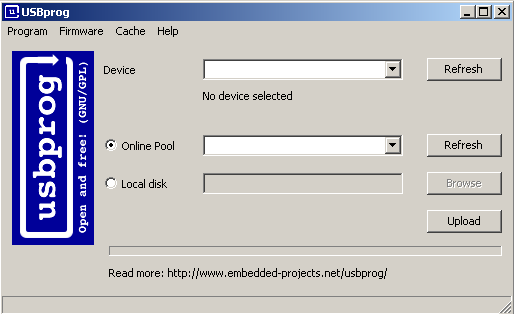 USBprog
Program Firmware Cache Help
usbprog
Open and free! (GNU/GPL)
Device
Refresh
No device selected
Online Pool
Refresh
Local disk
Browse
Upload
Read more: http://www.embedded-projects.net/usbprog/